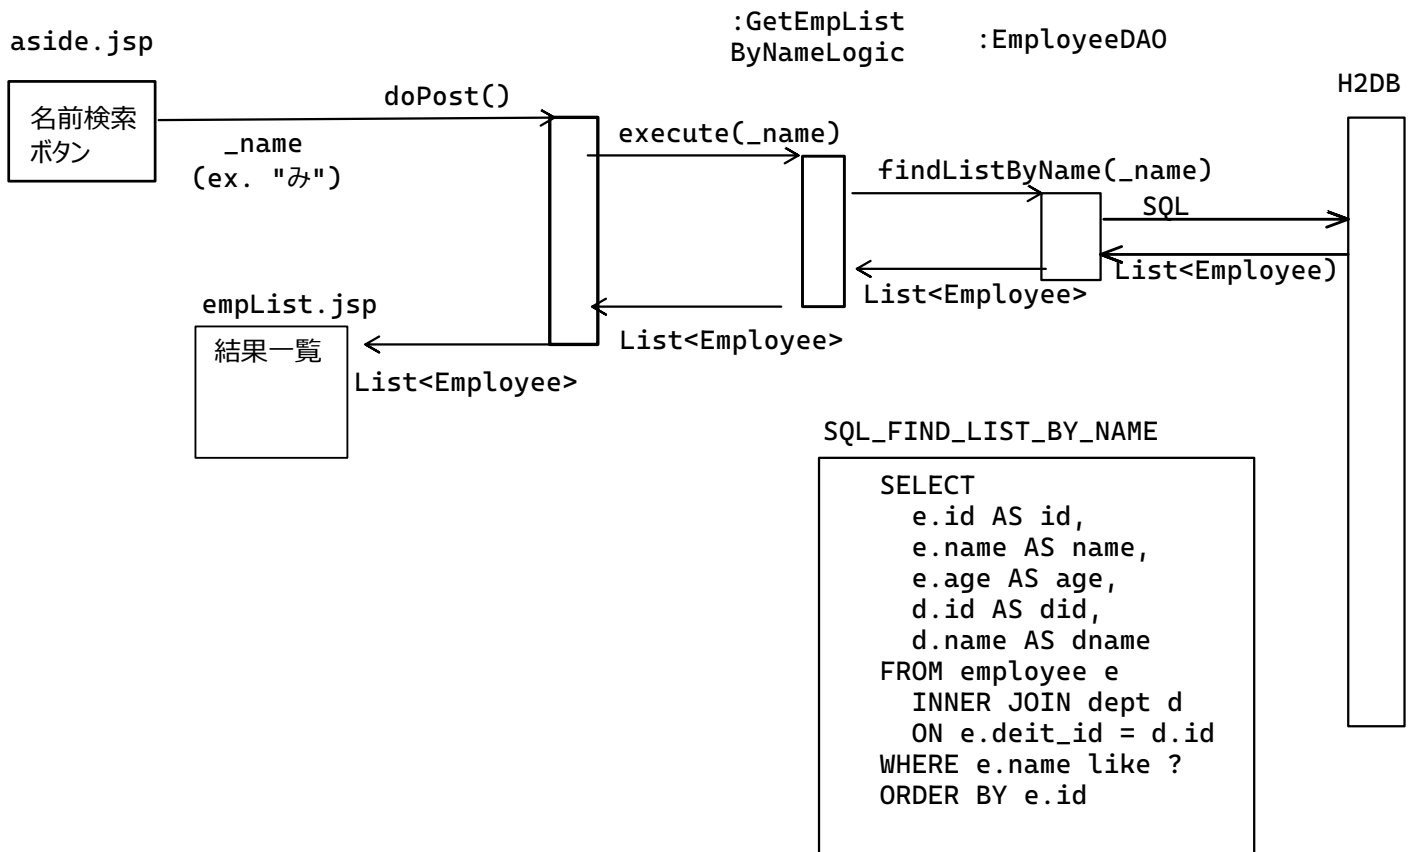 :GetEmpList
ByNameLogic
:EmployeeDAO
aside.jsp
H2DB
名前検索
ボタン
doPost()
_name
(ex. "み")
execute(_name)
findListByName(_name)
SQL
List<Employee)
List<Employee>
List<Employee>
empList.jsp
結果一覧
List<Employee>
SQL_FIND_LIST_BY_NAME
SELECT
e.id AS id,
e.name AS name,
e.age AS age,
d.id AS did,
d.name AS dname
FROM employee e
INNER JOIN dept d
ON e.deit_id = d.id
WHERE e.name like ?
ORDER BY e.id